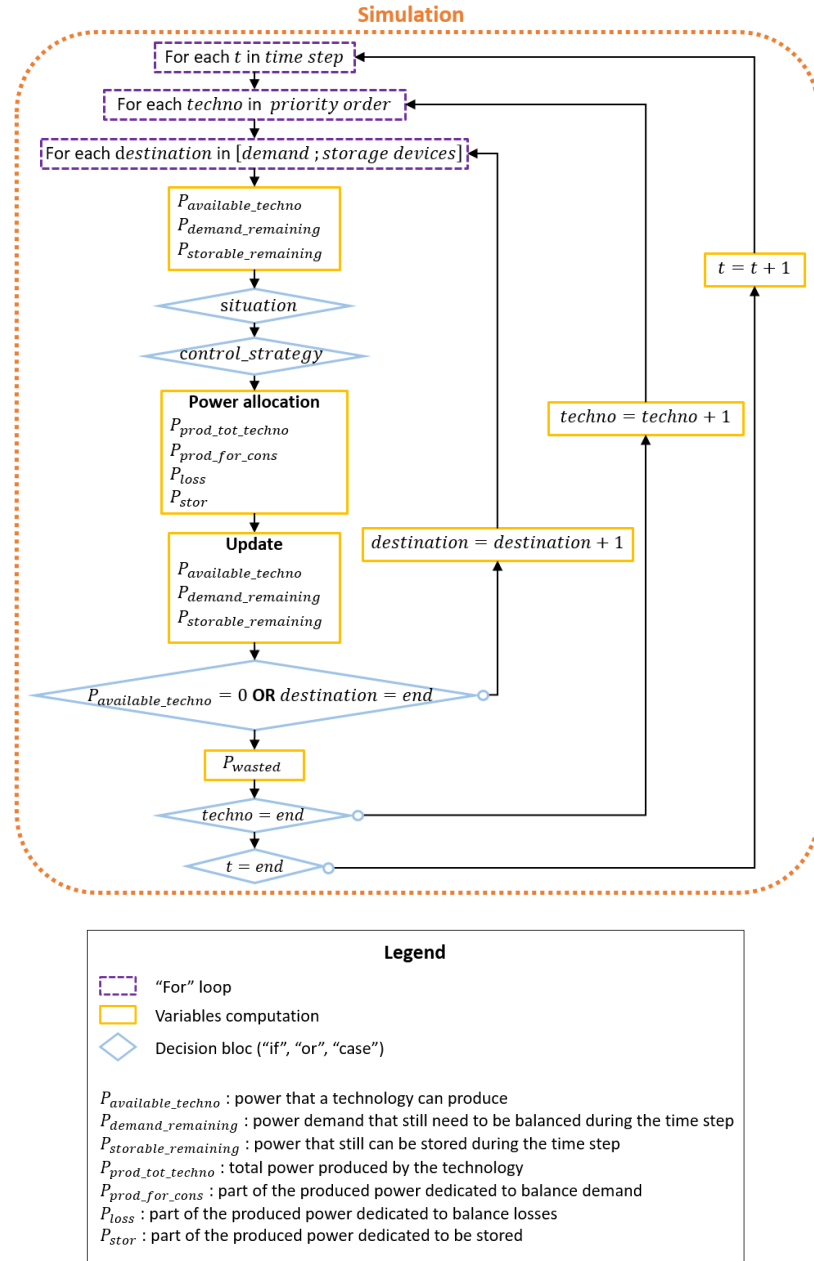 Simulation
For each t in time step
For each techno in priority order
For each destination in [demand ; storage devices]
P_available_techno
P_demand_remaining
P_storable_remaining
t = t + 1
situation
control_strategy
Power allocation
P_prod_tot_techno
P_prod_for_cons
P_loss
P_stor
techno = techno + 1
Update
P_available_techno
P_demand_remaining
P_storable_remaining
destination = destination + 1
P_available_techno = 0 OR destination = end
P_wasted
techno = end
t = end
Legend
“For” loop
Variables computation
Decision bloc (“if”, “or”, “case”)
P_available_techno : power that a technology can produce
P_demand_remaining : power demand that still need to be balanced during the time step
P_storable_remaining : power that still can be stored during the time step
P_prod_tot_techno : total power produced by the technology
P_prod_for_cons : part of the produced power dedicated to balance demand
P_loss : part of the produced power dedicated to balance losses
P_stor : part of the produced power dedicated to be stored